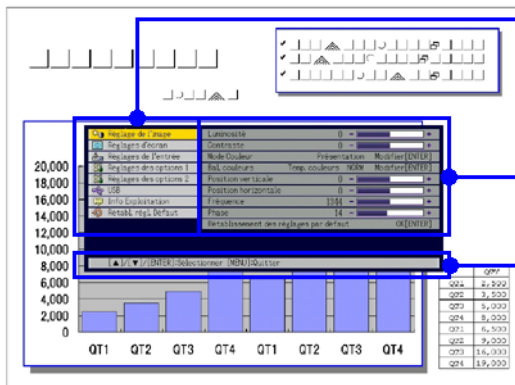 Réglage de l'image
Réglages d'écran
Réglages de l'entrée
Réglages des options 1
Réglages des options 2
USB
Info Exploitation
Rétabl. régl. Défaut
Luminosité 0 - +
Contraste 0 - +
Mode Couleur Présentation Modifier[ENTER]
Bal. couleurs Temp. couleurs NORM Modifier[ENTER]
Position verticale 0 - +
Position horizontale 0 - +
Fréquence 1344 - +
Phase 14 - +
Rétablissement des réglages par défaut OK[ENTER]
[▲]/[▼]/[ENTER]:Sélectionner [MENU]:Quitter
20,000
18,000
16,000
14,000
12,000
10,000
8,000
6,000
4,000
2,000
0
QT1 QT2 QT3 QT4 QT1 QT2 QT3 QT4
QTY
QT1 2,500
QT2 3,500
QT3 5,000
QT4 8,000
QT1 6,500
QT2 9,000
QT3 16,000
QT4 19,000